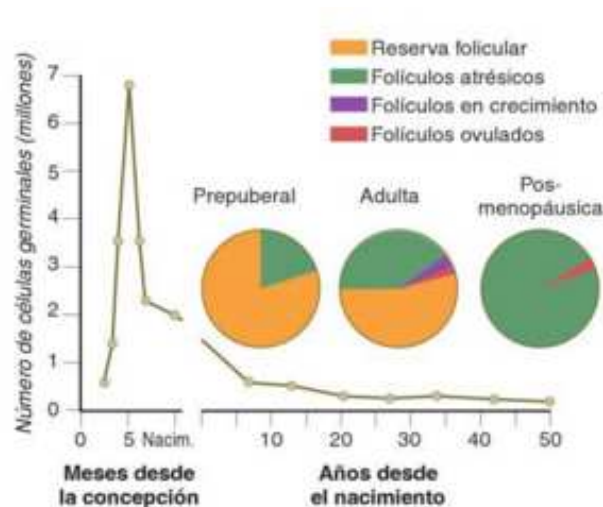 Reserva folicular
Folículos atrésicos
Folículos en crecimiento
Folículos ovulados
Número de células germinales (millones)
7
6
5
4
3
2
1
0
Prepuberal
Adulta
Pos-
menopáusica
0
5
Nacim.
10
20
30
40
50
Meses desde
la concepción
Años desde
el nacimiento